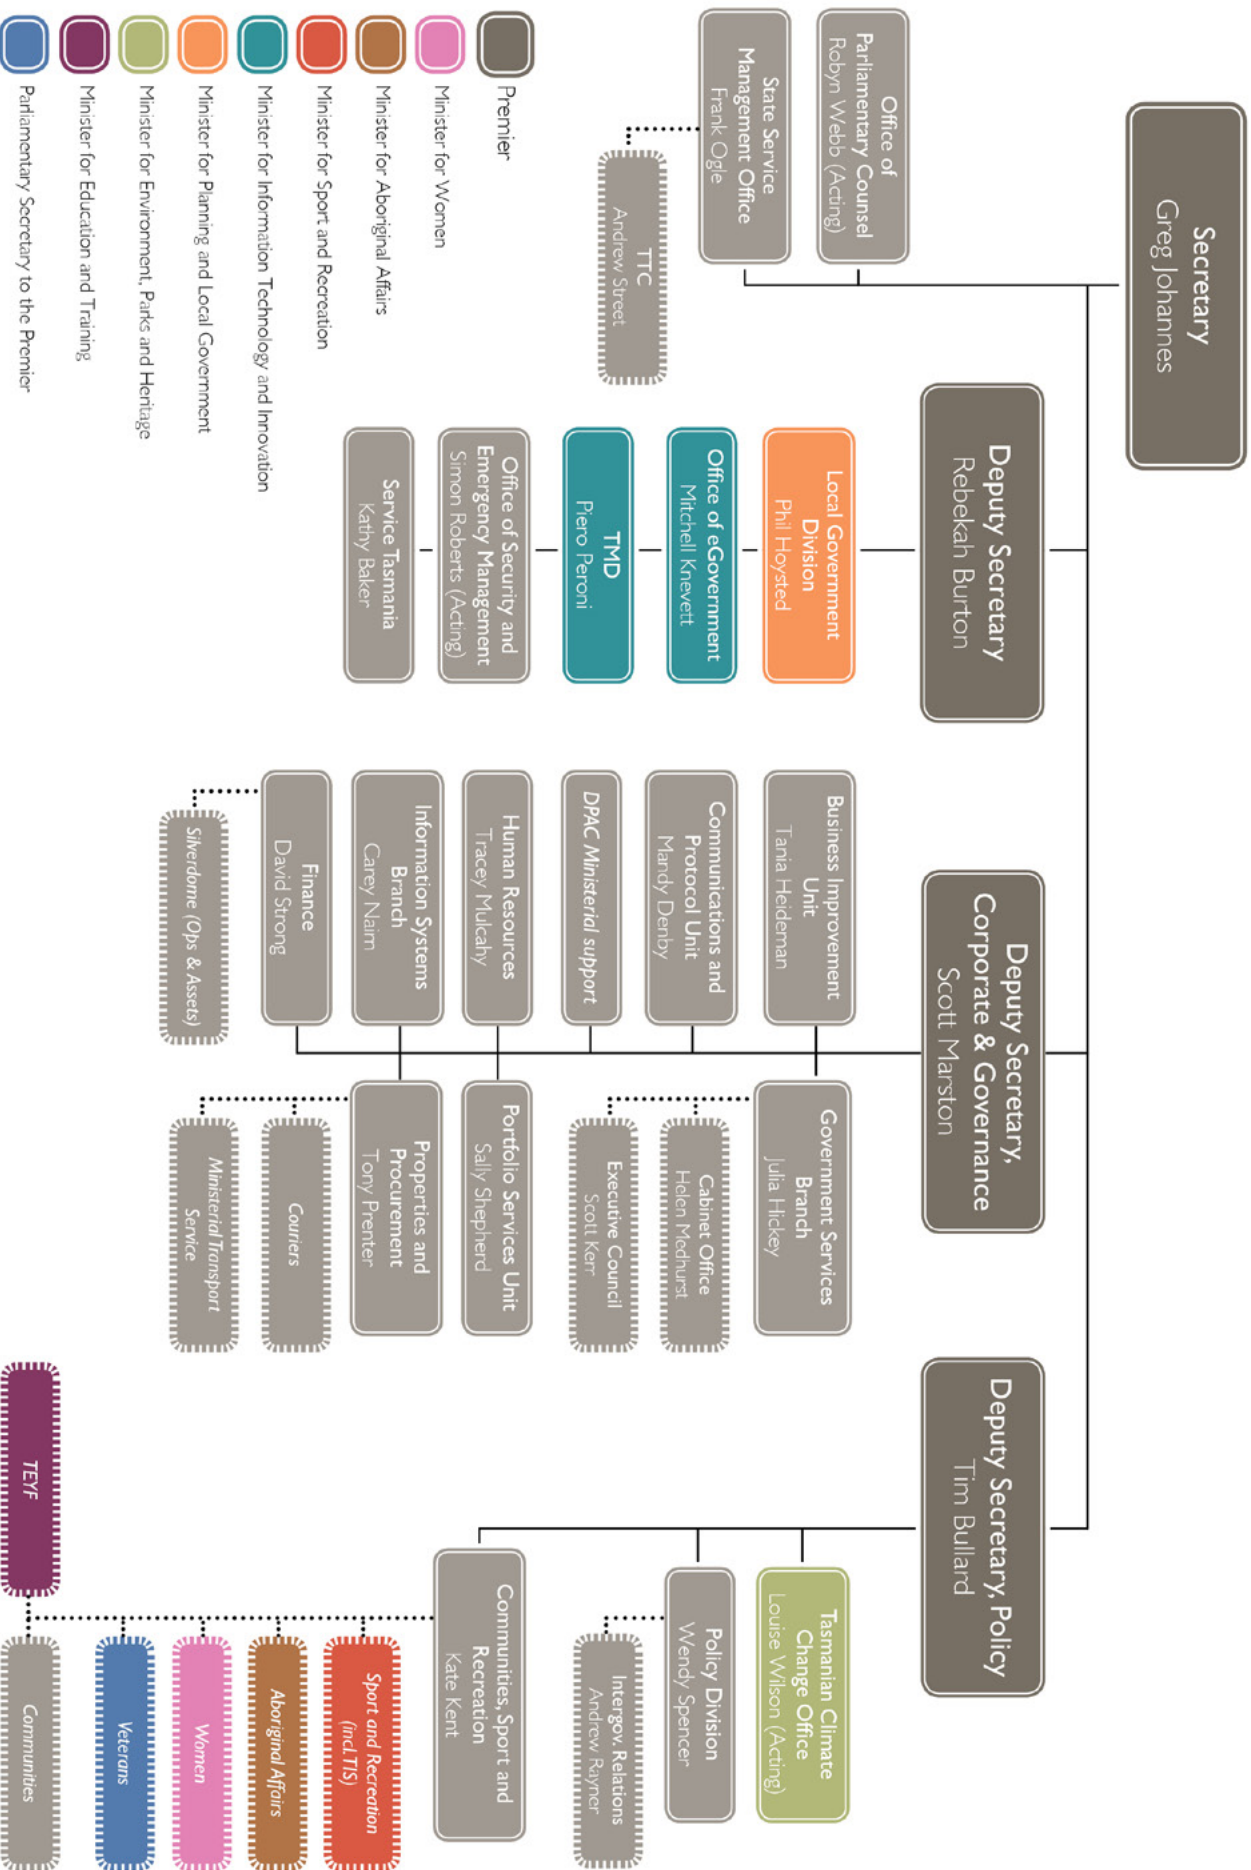 Secretary
Greg Johannes
Office of
Parliamentary Counsel
Robyn Webb (Acting)
State Service
Management Office
Frank Ogle
TTC
Andrew Street
Deputy Secretary
Rebekah Burton
Local Government
Division
Phil Hoysted
Office of eGovernment
Mitchell Knevett
TMD
Piero Peroni
Office of Security and
Emergency Management
Simon Roberts (Acting)
Service Tasmania
Kathy Baker
Deputy Secretary,
Corporate & Governance
Scott Marston
Business Improvement
Unit
Tania Heideman
Communications and
Protocol Unit
Mandy Denby
DPAC Ministerial support
Human Resources
Tracey Mulcahy
Information Systems
Branch
Carey Nairn
Finance
David Strong
Silverdome (Ops & Assets)
Government Services
Branch
Julia Hickey
Cabinet Office
Helen Medhurst
Executive Council
Scott Kerr
Portfolio Services Unit
Sally Shepherd
Properties and
Procurement
Tony Prenter
Couriers
Ministerial Transport
Service
Deputy Secretary, Policy
Tim Bullard
Tasmanian Climate
Change Office
Louise Wilson (Acting)
Policy Division
Wendy Spencer
Intergov. Relations
Andrew Rayner
Communities, Sport and
Recreation
Kate Kent
Sport and Recreation
(incl. TIS)
Aboriginal Affairs
Women
Veterans
TEYF
Communities
Premier
Minister for Women
Minister for Aboriginal Affairs
Minister for Sport and Recreation
Minister for Information Technology and Innovation
Minister for Planning and Local Government
Minister for Environment, Parks and Heritage
Minister for Education and Training
Parliamentary Secretary to the Premier